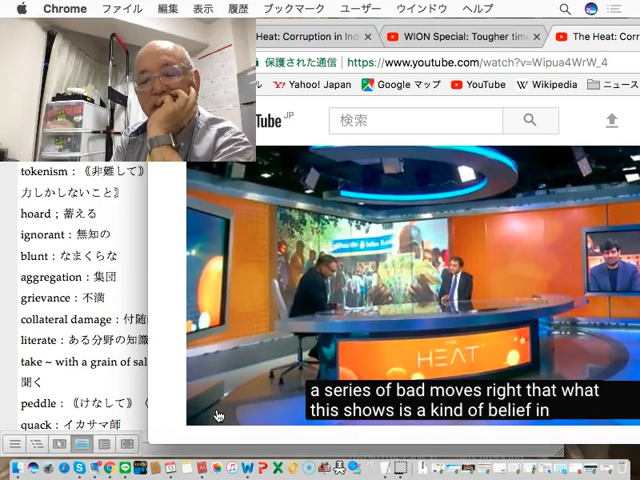 Chrome ファイル 編集 表示 履歴 ブックマーク ユーザー ウインドウ ヘルプ
Heat: Corruption in Indi
WION Special: Tougher time
The Heat: Corr
保護された通信 | https://www.youtube.com/watch?v=Wipua4WrW_4
Yahoo! Japan Google マップ YouTube Wikipedia ニュース
Tube JP
検索
tokenism：《非難して》
力しかしないこと》
hoard；蓄える
ignorant：無知の
blunt：なまくらな
aggregation：集団
grievance：不満
collateral damage：付随
literate：ある分野の知識
take ~ with a grain of sal
聞く
peddle：《けなして》
quack：イカサマ師
THE
HEAT
a series of bad moves right that what
this shows is a kind of belief in